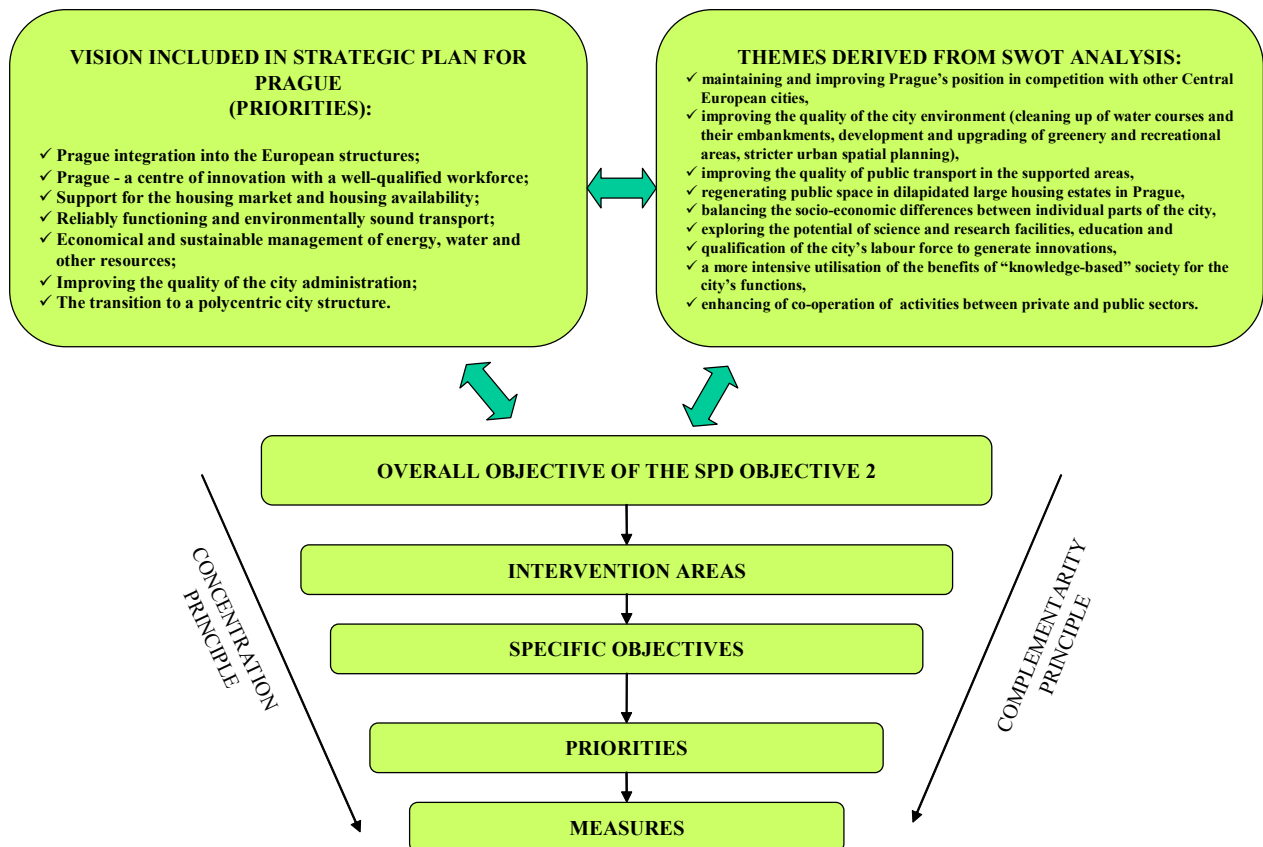 VISION INCLUDED IN STRATEGIC PLAN FOR
PRAGUE
(PRIORITIES):
✓ Prague integration into the European structures;
✓ Prague - a centre of innovation with a well-qualified workforce;
✓ Support for the housing market and housing availability;
✓ Reliably functioning and environmentally sound transport;
✓ Economical and sustainable management of energy, water and
other resources;
✓ Improving the quality of the city administration;
✓ The transition to a polycentric city structure.
THEMES DERIVED FROM SWOT ANALYSIS:
✓ maintaining and improving Prague's position in competition with other Central
European cities,
✓ improving the quality of the city environment (cleaning up of water courses and
their embankments, development and upgrading of greenery and recreational
areas, stricter urban spatial planning),
✓ improving the quality of public transport in the supported areas,
✓ regenerating public space in dilapidated large housing estates in Prague,
✓ balancing the socio-economic differences between individual parts of the city,
✓ exploring the potential of science and research facilities, education and
✓ qualification of the city's labour force to generate innovations,
✓ a more intensive utilisation of the benefits of “knowledge-based” society for the
city's functions,
✓ enhancing of co-operation of activities between private and public sectors.
OVERALL OBJECTIVE OF THE SPD OBJECTIVE 2
INTERVENTION AREAS
SPECIFIC OBJECTIVES
PRIORITIES
MEASURES
CONCENTRATION
PRINCIPLE
COMPLEMENTARITY
PRINCIPLE